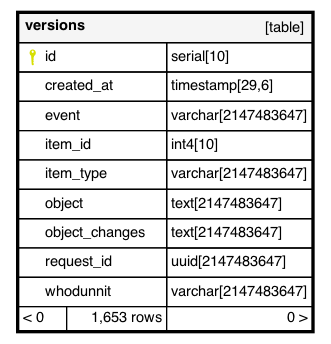 versions [table]
id serial[10]
created_at timestamp[29,6]
event varchar[2147483647]
item_id int4[10]
item_type varchar[2147483647]
object text[2147483647]
object_changes text[2147483647]
request_id uuid[2147483647]
whodunnit varchar[2147483647]
< 0 1,653 rows 0 >